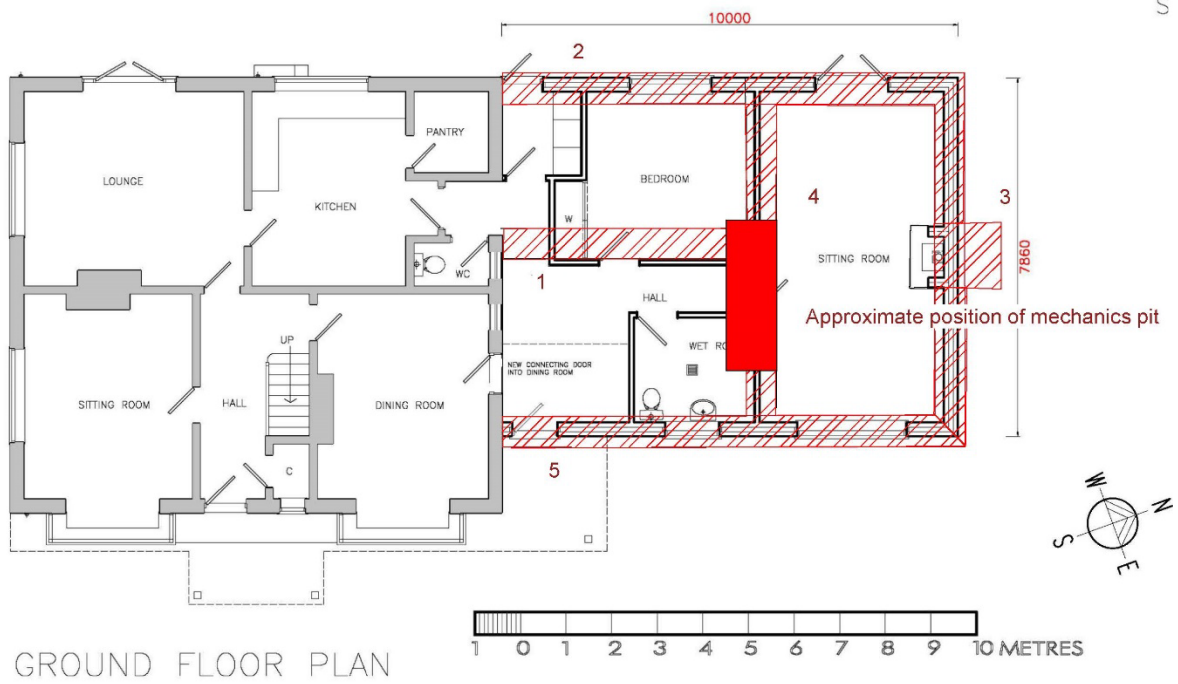 S
10000
2
PANTRY
LOUNGE
KITCHEN
BEDROOM
4
3
W
SITTING ROOM
7860
WC
1
HALL
Approximate position of mechanics pit
UP
WET
NEW CONNECTING DOOR
INTO DINING ROOM
SITTING ROOM
HALL
DINING ROOM
C
5
W
N
S
E
1 0 1 2 3 4 5 6 7 8 9 10 METRES
GROUND FLOOR PLAN